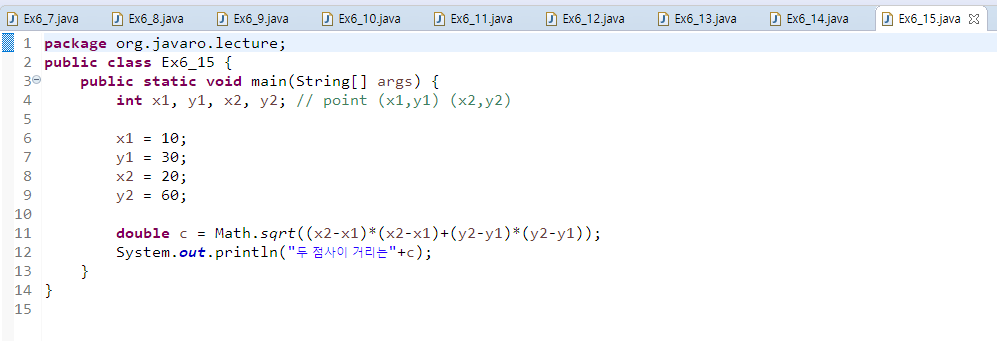 Ex6_7.java Ex6_8.java Ex6_9.java Ex6_10.java Ex6_11.java Ex6_12.java Ex6_13.java Ex6_14.java Ex6_15.java
1 package org.javaro.lecture;
2 public class Ex6_15 {
3 public static void main(String[] args) {
4 int x1, y1, x2, y2; // point (x1,y1) (x2,y2)
5
6 x1 = 10;
7 y1 = 30;
8 x2 = 20;
9 y2 = 60;
10
11 double c = Math.sqrt((x2-x1)*(x2-x1)+(y2-y1)*(y2-y1));
12 System.out.println("두 점사이 거리는"+c);
13 }
14 }
15